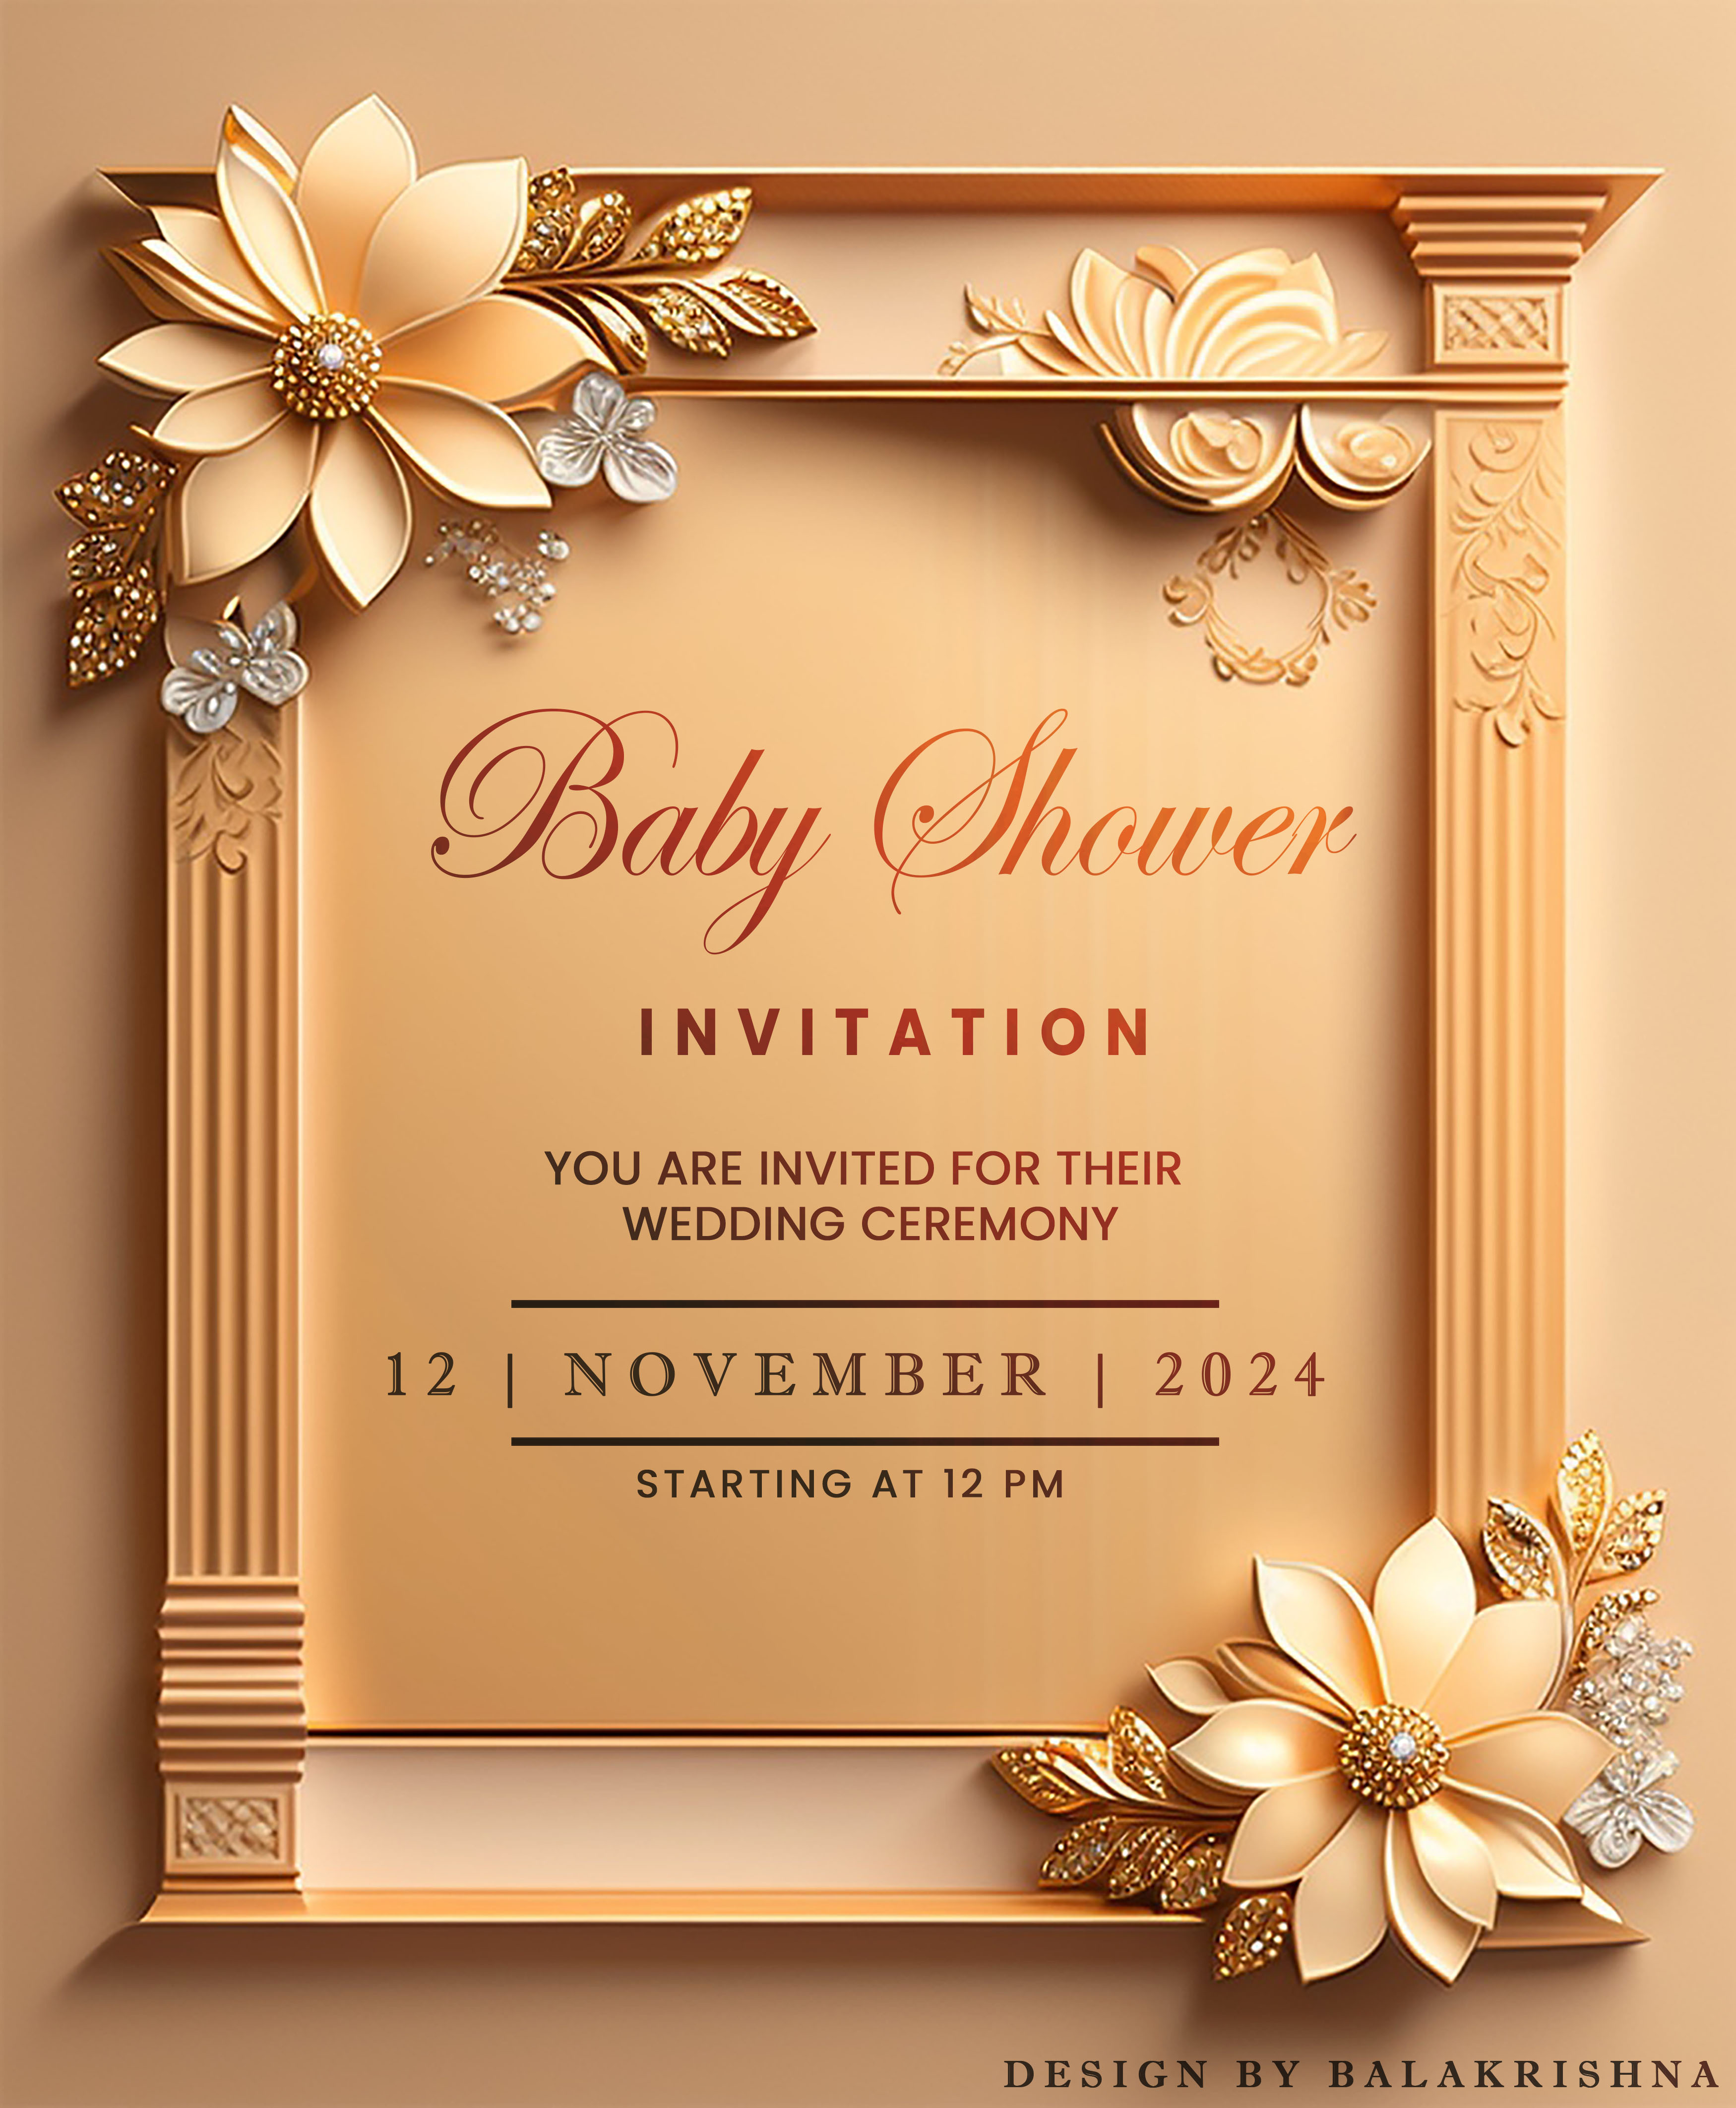 Baby Shower
INVITATION
YOU ARE INVITED FOR THEIR
WEDDING CEREMONY
12 | NOVEMBER | 2024
STARTING AT 12 PM
DESIGN BY BALAKRISHNA